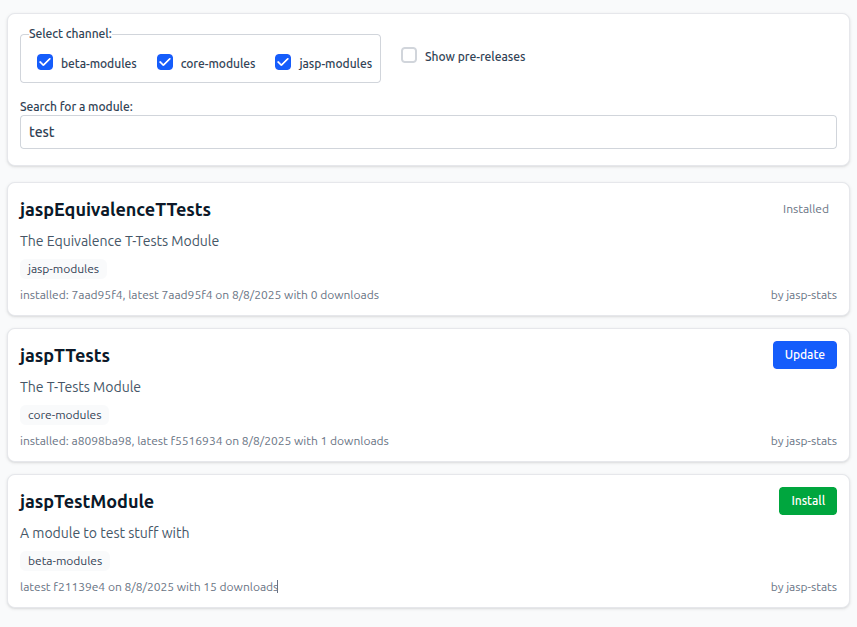 Select channel:
beta-modules core-modules jasp-modules Show pre-releases
Search for a module:
test
jaspEquivalenceTTests Installed
The Equivalence T-Tests Module
jasp-modules
installed: 7aad95f4, latest 7aad95f4 on 8/8/2025 with 0 downloads by jasp-stats
jaspTTests Update
The T-Tests Module
core-modules
installed: a8098ba98, latest f5516934 on 8/8/2025 with 1 downloads by jasp-stats
jaspTestModule Install
A module to test stuff with
beta-modules
latest f21139e4 on 8/8/2025 with 15 downloads by jasp-stats